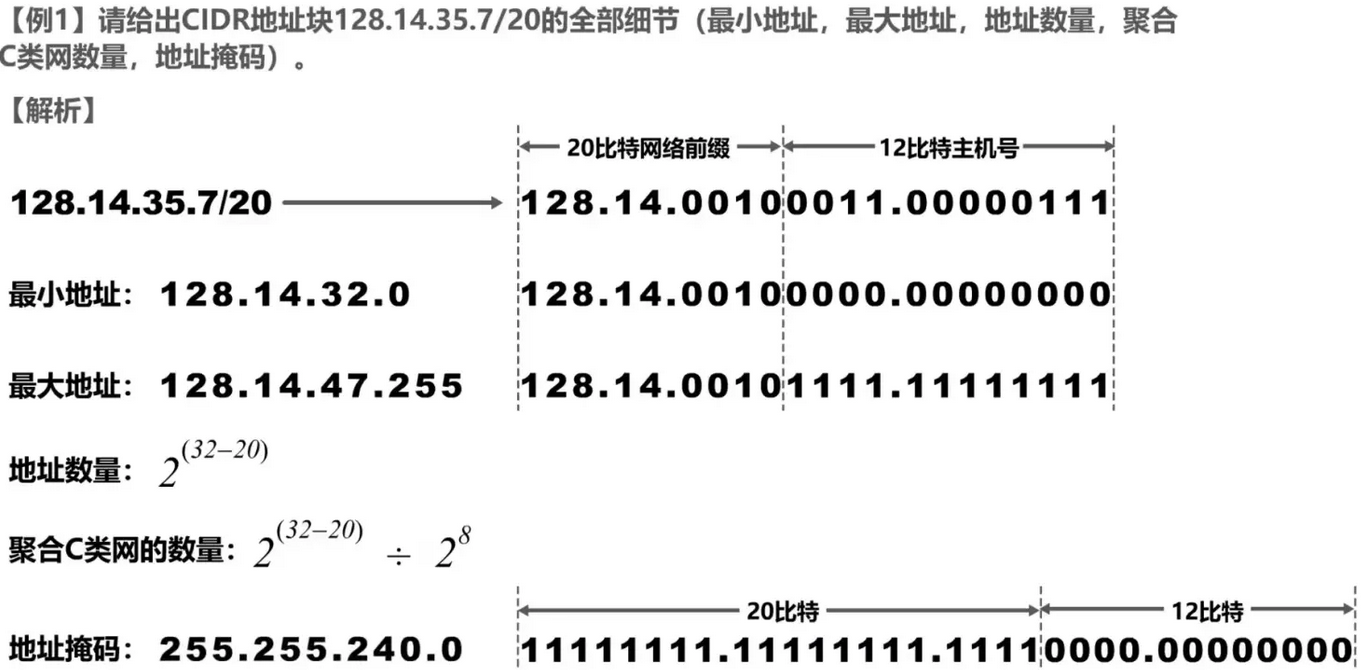 【例1】请给出CIDR地址块128.14.35.7/20的全部细节（最小地址，最大地址，地址数量，聚合
C类网数量，地址掩码）。
【解析】
20比特网络前缀 12比特主机号
128.14.35.7/20 128.14.00100011.00000111
最小地址： 128.14.32.0 128.14.00100000.00000000
最大地址： 128.14.47.255 128.14.00101111.11111111
地址数量： 2^(32–20)
聚合C类网的数量： 2^(32–20) ÷ 2^8
20比特 12比特
地址掩码： 255.255.240.0 11111111.11111111.11110000.00000000